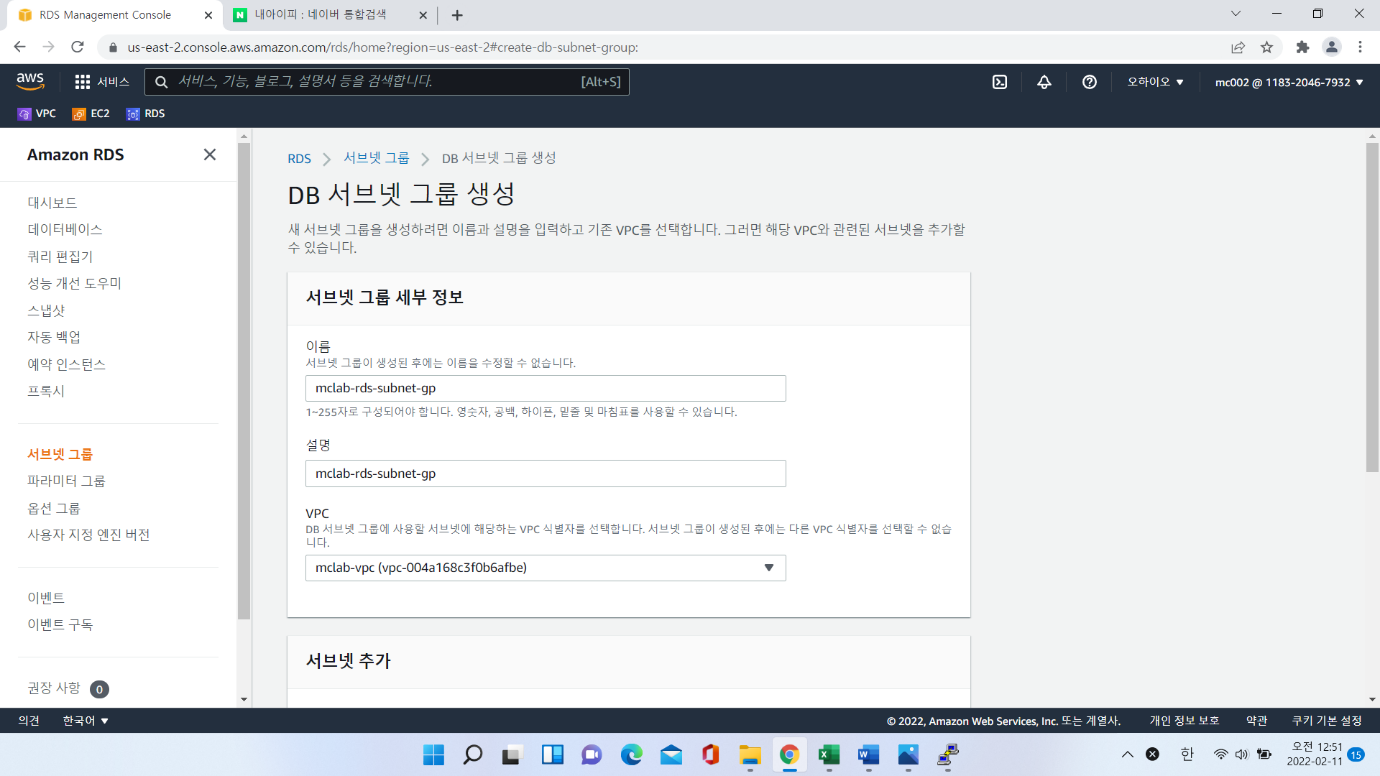 RDS Management Console
내아이피 : 네이버 통합검색
us-east-2.console.aws.amazon.com/rds/home?region=us-east-2#create-db-subnet-group:
aws
서비스
서비스, 기능, 블로그, 설명서 등을 검색합니다.
[Alt+S]
오하이오
mc002 @ 1183-2046-7932
VPC
EC2
RDS
Amazon RDS
대시보드
데이터베이스
쿼리 편집기
성능 개선 도우미
스냅샷
자동 백업
예약 인스턴스
프록시
서브넷 그룹
파라미터 그룹
옵션 그룹
사용자 지정 엔진 버전
이벤트
이벤트 구독
권장 사항 0
RDS > 서브넷 그룹 > DB 서브넷 그룹 생성
DB 서브넷 그룹 생성
새 서브넷 그룹을 생성하려면 이름과 설명을 입력하고 기존 VPC를 선택합니다. 그러면 해당 VPC와 관련된 서브넷을 추가할
수 있습니다.
서브넷 그룹 세부 정보
이름
서브넷 그룹이 생성된 후에는 이름을 수정할 수 없습니다.
mclab-rds-subnet-gp
1~255자로 구성되어야 합니다. 영숫자, 공백, 하이픈, 밑줄 및 마침표를 사용할 수 있습니다.
설명
mclab-rds-subnet-gp
VPC
DB 서브넷 그룹에 사용할 서브넷에 해당하는 VPC 식별자를 선택합니다. 서브넷 그룹이 생성된 후에는 다른 VPC 식별자를 선택할 수 없습
니다.
mclab-vpc (vpc-004a168c3f0b6afbe)
서브넷 추가
의견
한국어
© 2022, Amazon Web Services, Inc. 또는 계열사.
개인 정보 보호
약관
쿠키 기본 설정
한
오전 12:51
2022-02-11
15